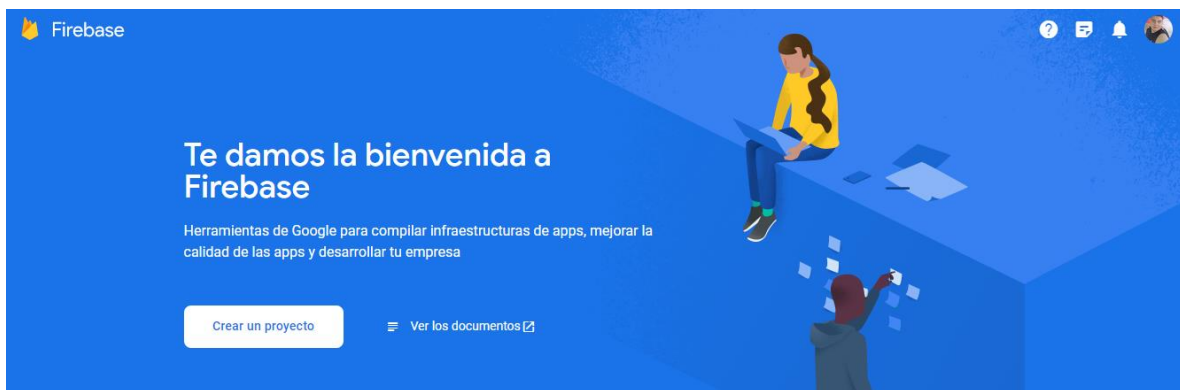 Firebase
Te damos la bienvenida a
Firebase
Herramientas de Google para compilar infraestructuras de apps, mejorar la
calidad de las apps y desarrollar tu empresa
Crear un proyecto
Ver los documentos